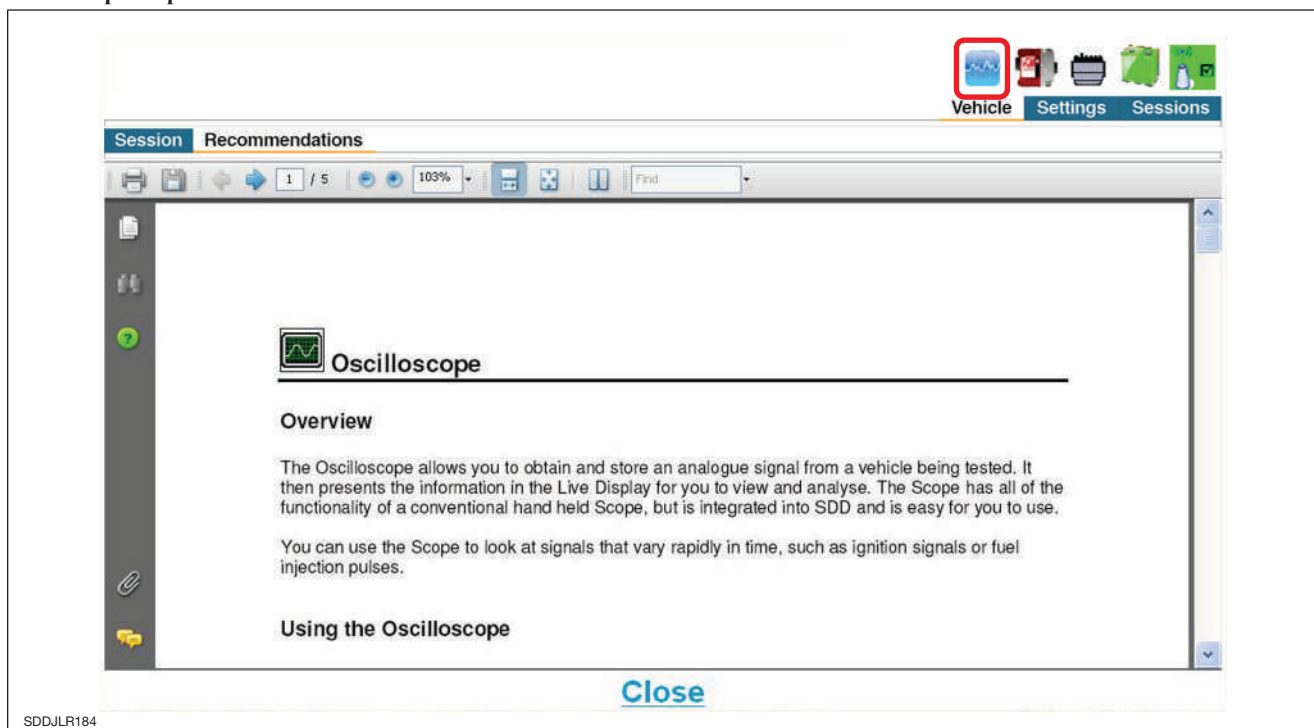 Vehicle Settings Sessions
Session Recommendations
1 / 5 103% Find
Oscilloscope
Overview
The Oscilloscope allows you to obtain and store an analogue signal from a vehicle being tested. It
then presents the information in the Live Display for you to view and analyse. The Scope has all of the
functionality of a conventional hand held Scope, but is integrated into SDD and is easy for you to use.
You can use the Scope to look at signals that vary rapidly in time, such as ignition signals or fuel
injection pulses.
Using the Oscilloscope
Close
SDDJLR184